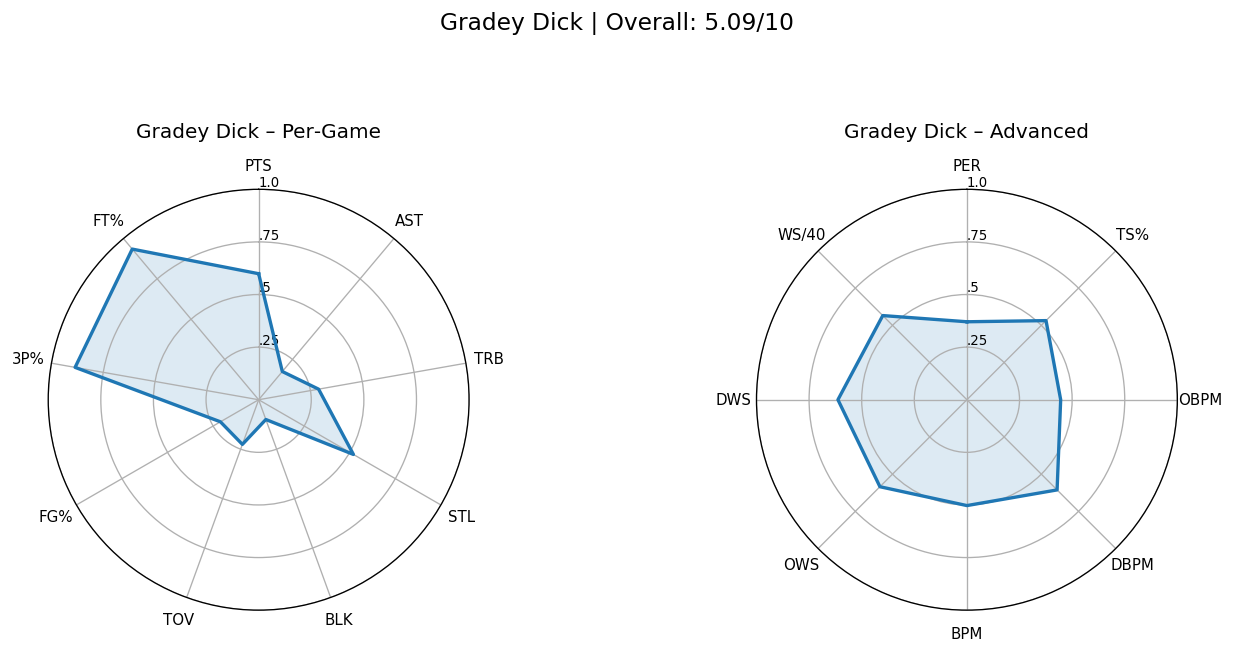 Gradey Dick | Overall: 5.09/10
Gradey Dick – Per-Game
PTS
AST
TRB
STL
BLK
TOV
FG%
3P%
FT%
1.0
.75
.5
.25
Gradey Dick – Advanced
PER
TS%
OBPM
DBPM
BPM
OWS
DWS
WS/40
1.0
.75
.5
.25